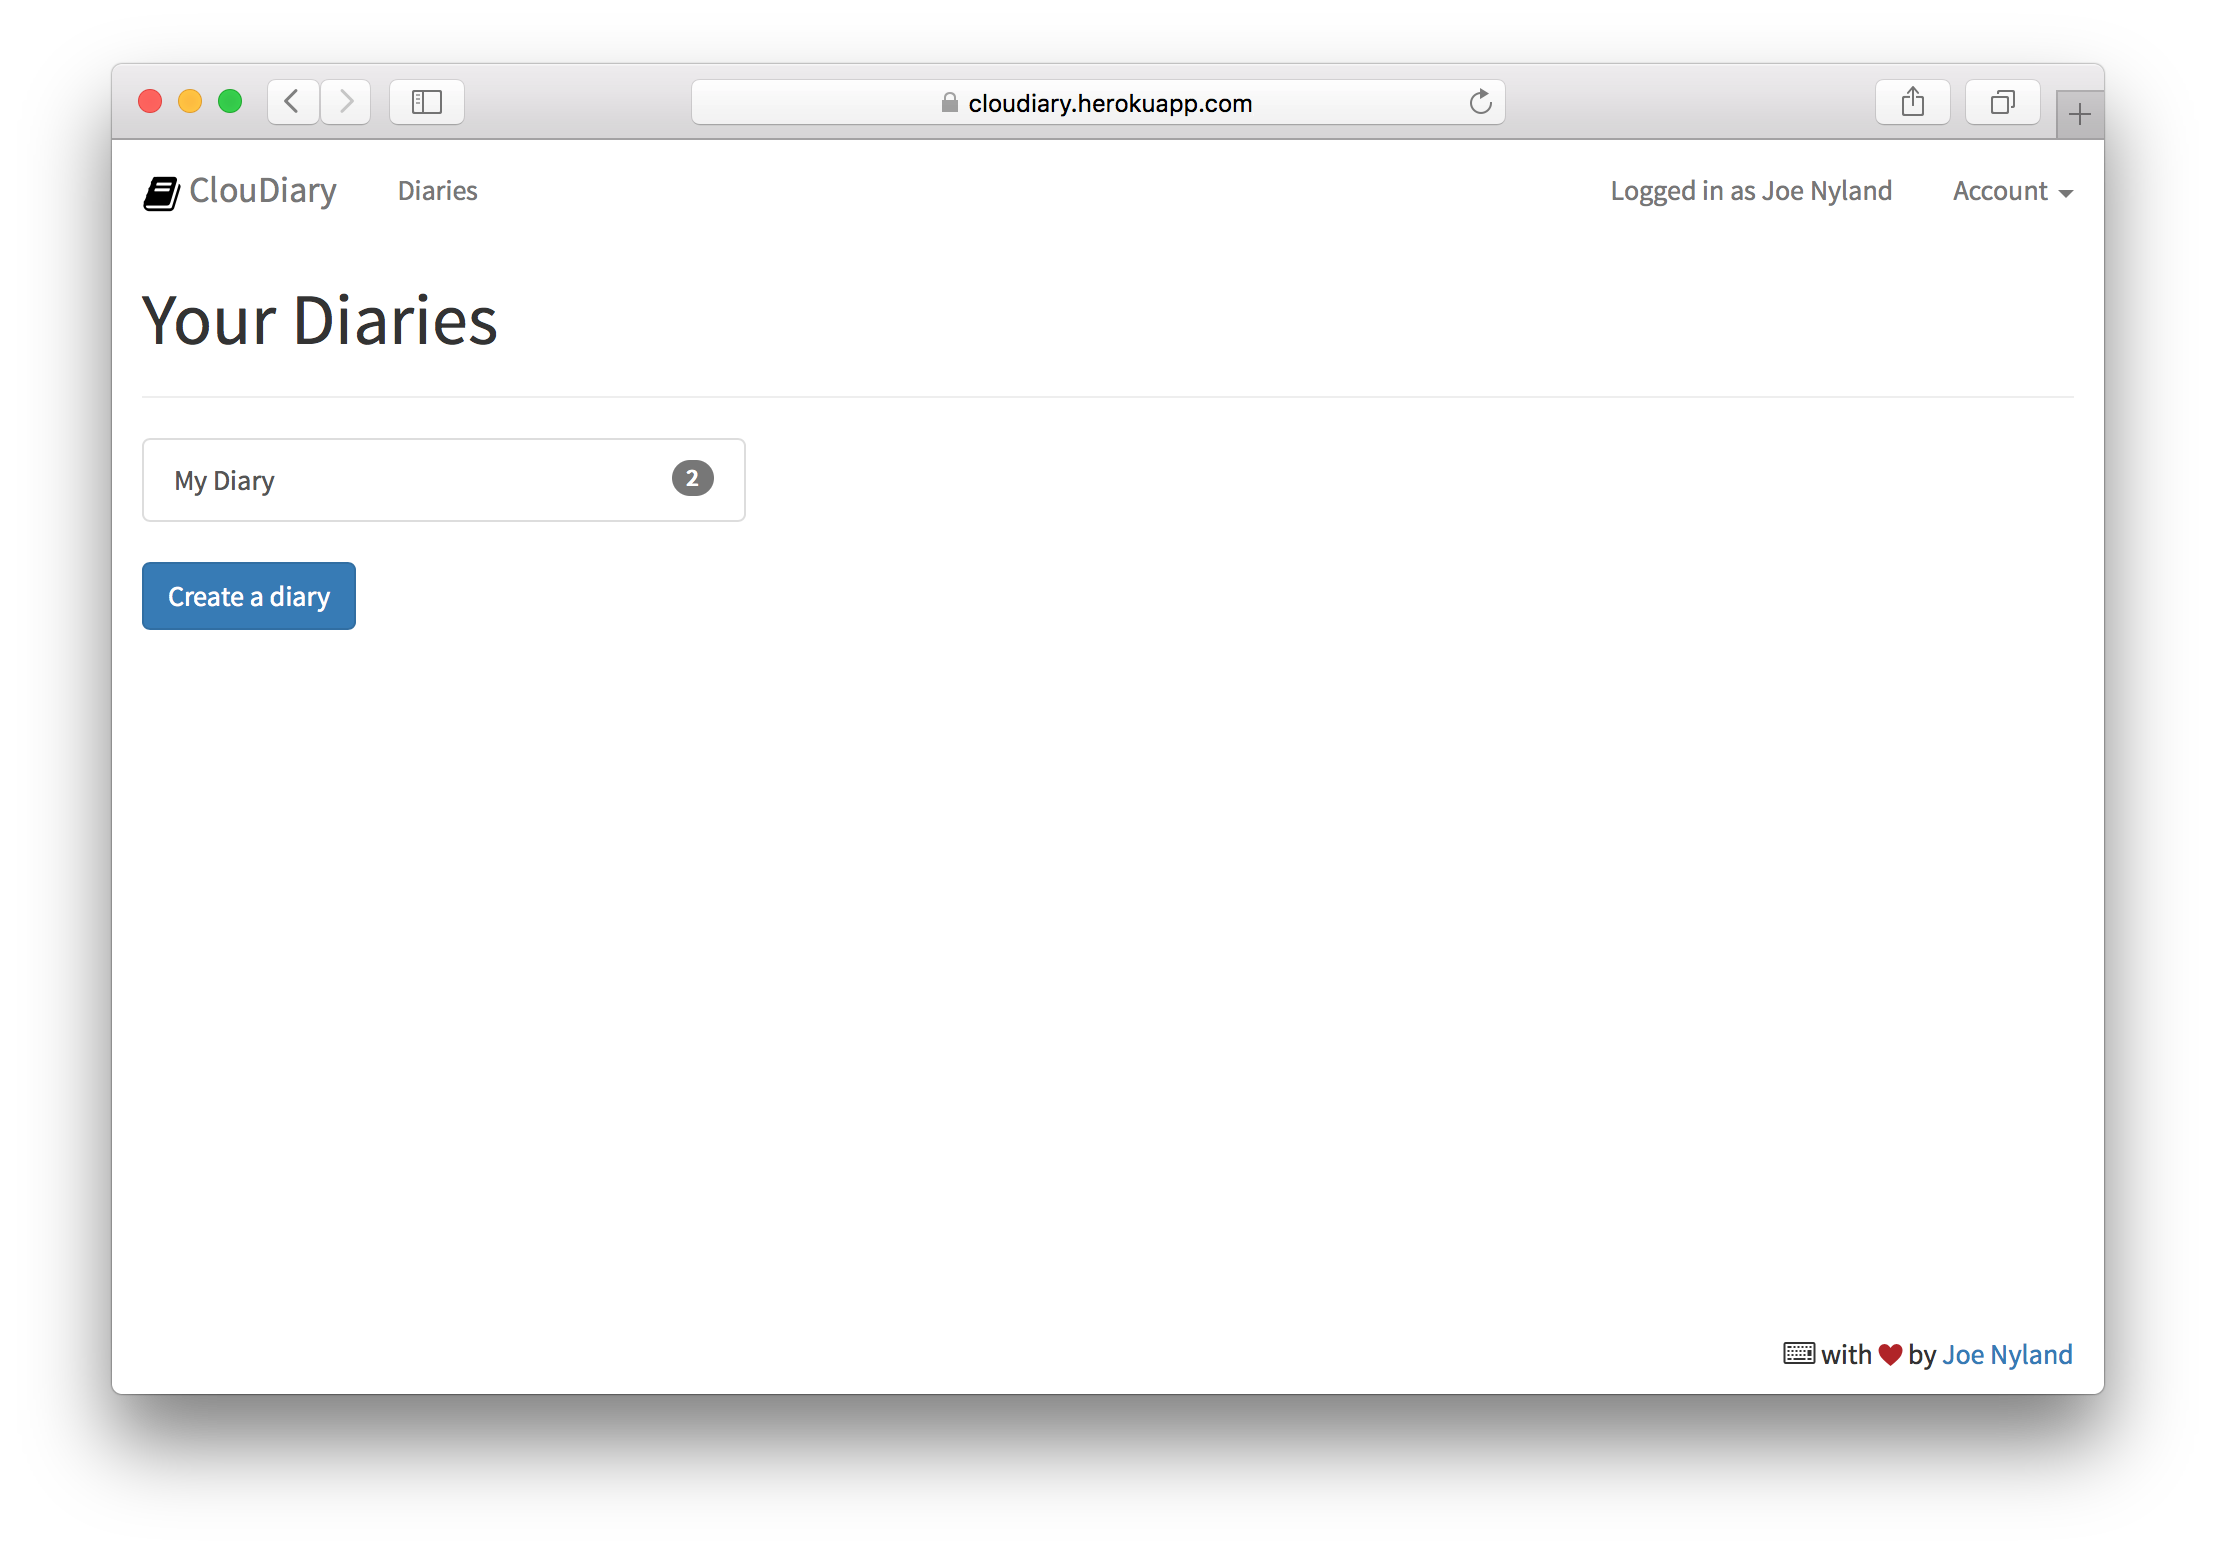 cloudiary.herokuapp.com
ClouDiary Diaries Logged in as Joe Nyland Account
Your Diaries
My Diary 2
Create a diary
with by Joe Nyland